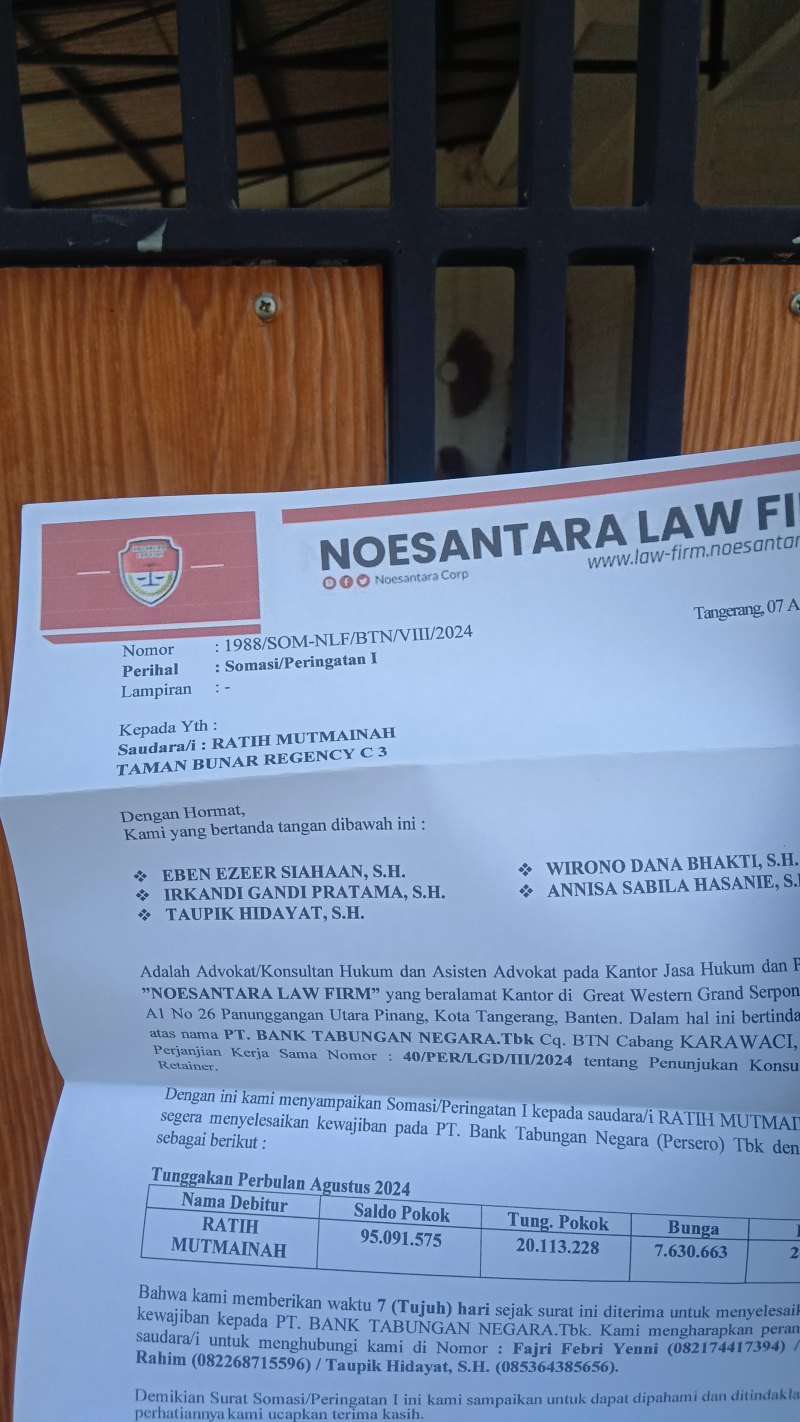 NOESANTARA LAW FI
www.law-firm.noesantar
Noesantara Corp
Tangerang, 07 A
Nomor : 1988/SOM-NLF/BTN/VIII/2024
Perihal : Somasi/Peringatan I
Lampiran : -
Kepada Yth :
Saudara/i : RATIH MUTMAINAH
TAMAN BUNAR REGENCY C 3
Dengan Hormat,
Kami yang bertanda tangan dibawah ini :
❖ EBEN EZEER SIAHAAN, S.H.
❖ IRKANDI GANDI PRATAMA, S.H.
❖ TAUPIK HIDAYAT, S.H.
❖ WIRONO DANA BHAKTI, S.H.
❖ ANNISA SABILA HASANIE, S.
Adalah Advokat/Konsultan Hukum dan Asisten Advokat pada Kantor Jasa Hukum dan P
”NOESANTARA LAW FIRM” yang beralamat Kantor di Great Western Grand Serpon
A1 No 26 Panunggangan Utara Pinang, Kota Tangerang, Banten. Dalam hal ini bertinda
atas nama PT. BANK TABUNGAN NEGARA.Tbk Cq. BTN Cabang KARAWACI,
Perjanjian Kerja Sama Nomor : 40/PER/LGD/III/2024 tentang Penunjukan Konsu
Retainer.
Dengan ini kami menyampaikan Somasi/Peringatan I kepada saudara/i RATIH MUTMAI
segera menyelesaikan kewajiban pada PT. Bank Tabungan Negara (Persero) Tbk den
sebagai berikut :
Tunggakan Perbulan Agustus 2024
Nama Debitur Saldo Pokok Tung. Pokok Bunga
RATIH MUTMAINAH 95.091.575 20.113.228 7.630.663 2
Bahwa kami memberikan waktu 7 (Tujuh) hari sejak surat ini diterima untuk menyelesaik
kewajiban kepada PT. BANK TABUNGAN NEGARA.Tbk. Kami mengharapkan peran
saudara/i untuk menghubungi kami di Nomor : Fajri Febri Yenni (082174417394) /
Rahim (082268715596) / Taupik Hidayat, S.H. (085364385656).
Demikian Surat Somasi/Peringatan I ini kami sampaikan untuk dapat dipahami dan ditindakla
perhatiannya kami ucapkan terima kasih.